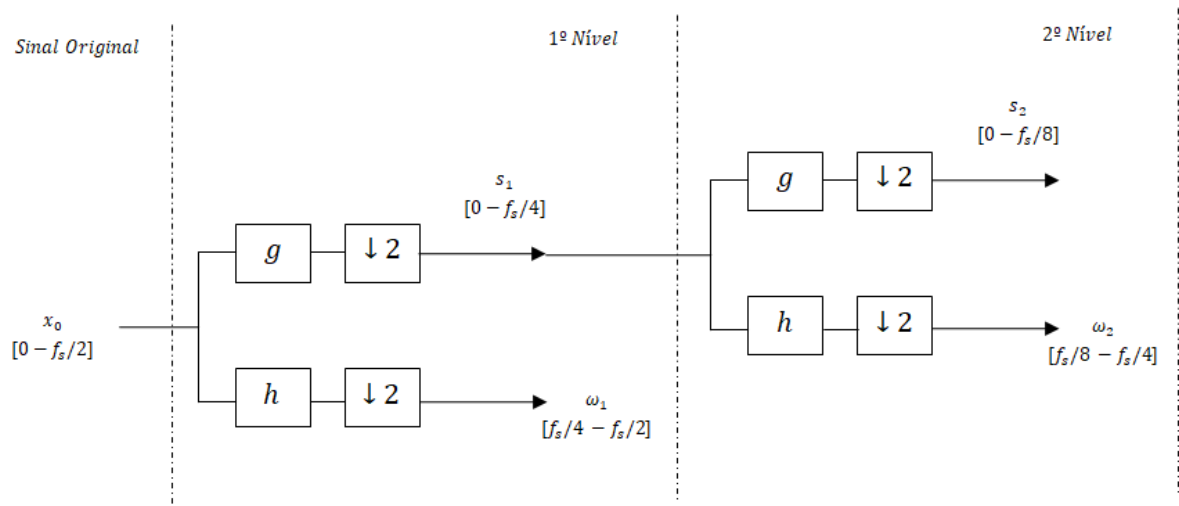 Sinal Original
1º Nível
2º Nível
s₂
[0 − fₛ/8]
g
↓ 2
s₁
[0 − fₛ/4]
g
↓ 2
x₀
[0 − fₛ/2]
h
↓ 2
ω₂
[fₛ/8 − fₛ/4]
h
↓ 2
ω₁
[fₛ/4 − fₛ/2]